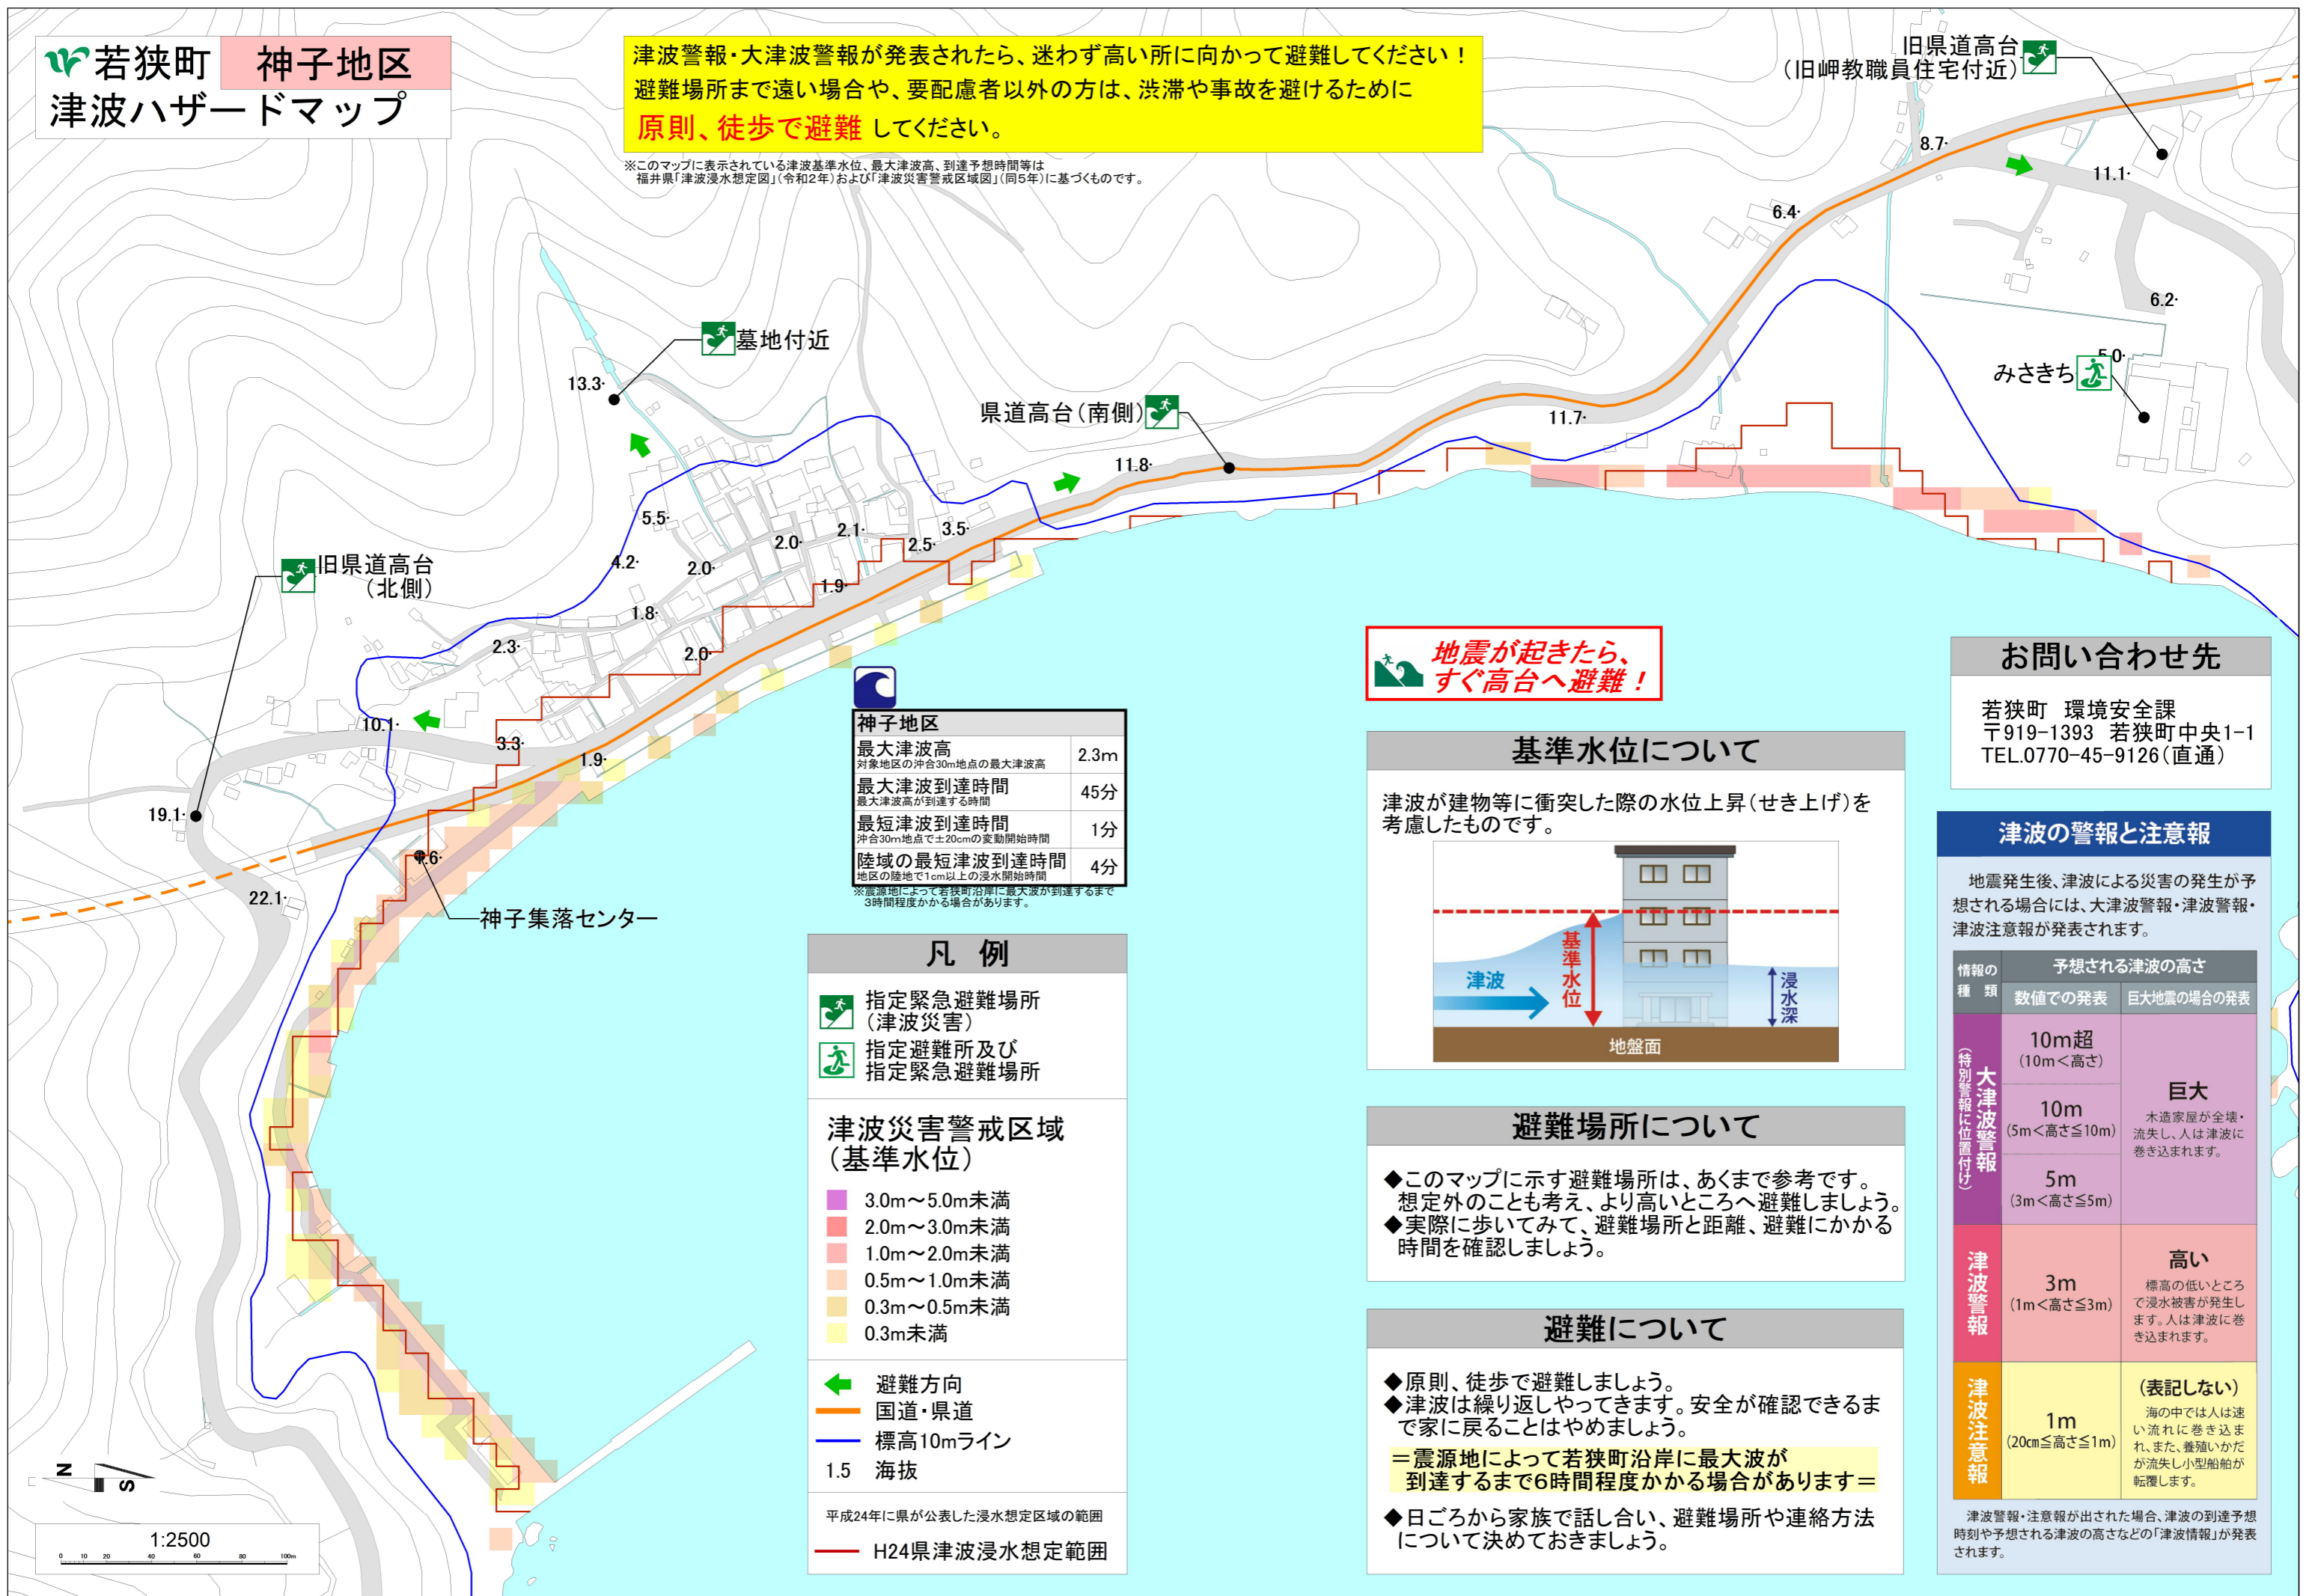 若狭町 神子地区
津波ハザードマップ
津波警報・大津波警報が発表されたら、迷わず高い所に向かって避難してください！
避難場所まで遠い場合や、要配慮者以外の方は、渋滞や事故を避けるために
原則、徒歩で避難 してください。
※このマップに表示されている津波基準水位、最大津波高、到達予想時間等は
福井県「津波浸水想定図」（令和2年）および「津波災害警戒区域図」（同5年）に基づくものです。
旧県道高台
（旧岬教職員住宅付近）
8.7
11.1
6.4
6.2
5.0
みさきち
墓地付近
13.3
県道高台（南側）
11.7
11.8
5.5
2.1
3.5
2.0
2.5
4.2
2.0
1.9
旧県道高台
（北側）
1.8
2.3
2.0
10.1
3.3
1.9
19.1
1.6
22.1
神子集落センター
神子地区
最大津波高
対象地区の沖合30m地点の最大津波高
2.3m
最大津波到達時間
最大津波高が到達する時間
45分
最短津波到達時間
沖合30m地点で±20cmの変動開始時間
1分
陸域の最短津波到達時間
地区の陸地で1cm以上の浸水開始時間
4分
※震源地によって若狭町沿岸に最大波が到達するまで
3時間程度かかる場合があります。
凡 例
指定緊急避難場所
（津波災害）
指定避難所及び
指定緊急避難場所
津波災害警戒区域
（基準水位）
3.0m～5.0m未満
2.0m～3.0m未満
1.0m～2.0m未満
0.5m～1.0m未満
0.3m～0.5m未満
0.3m未満
避難方向
国道・県道
標高10mライン
1.5 海抜
平成24年に県が公表した浸水想定区域の範囲
H24県津波浸水想定範囲
N
S
1:2500
0 10 20 40 60 80 100m
地震が起きたら、
すぐ高台へ避難！
基準水位について
津波が建物等に衝突した際の水位上昇（せき上げ）を
考慮したものです。
津波
基準水位
浸水深
地盤面
避難場所について
◆このマップに示す避難場所は、あくまで参考です。
想定外のことも考え、より高いところへ避難しましょう。
◆実際に歩いてみて、避難場所と距離、避難にかかる
時間を確認しましょう。
避難について
◆原則、徒歩で避難しましょう。
◆津波は繰り返しやってきます。安全が確認できるま
で家に戻ることはやめましょう。
＝震源地によって若狭町沿岸に最大波が
到達するまで6時間程度かかる場合があります＝
◆日ごろから家族で話し合い、避難場所や連絡方法
について決めておきましょう。
お問い合わせ先
若狭町 環境安全課
〒919-1393 若狭町中央1-1
TEL.0770-45-9126（直通）
津波の警報と注意報
地震発生後、津波による災害の発生が予
想される場合には、大津波警報・津波警報・
津波注意報が発表されます。
情報の
種 類
予想される津波の高さ
数値での発表
巨大地震の場合の発表
大津波警報
（特別警報に位置付け）
10m超
（10m＜高さ）
10m
（5m＜高さ≦10m）
5m
（3m＜高さ≦5m）
巨大
木造家屋が全壊・
流失し、人は津波に
巻き込まれます。
津波警報
3m
（1m＜高さ≦3m）
高い
標高の低いところ
で浸水被害が発生し
ます。人は津波に巻
き込まれます。
津波注意報
1m
（20cm≦高さ≦1m）
（表記しない）
海の中では人は速
い流れに巻き込ま
れ、また、養殖いかだ
が流失し小型船舶が
転覆します。
津波警報・注意報が出された場合、津波の到達予想
時刻や予想される津波の高さなどの「津波情報」が発表
されます。